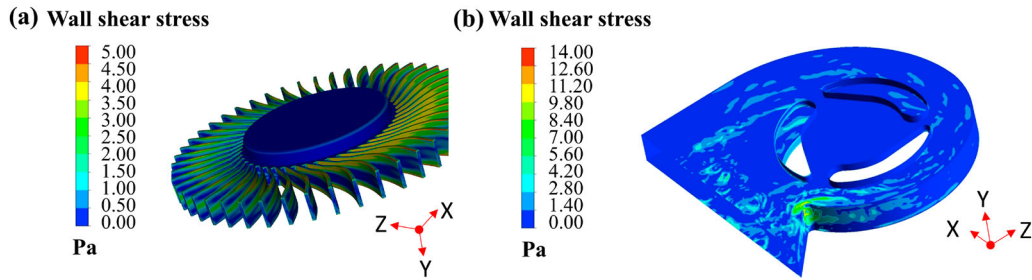 (a) Wall shear stress
5.00
4.50
4.00
3.50
3.00
2.50
2.00
1.50
1.00
0.50
0.00
Pa
X
Z
Y
(b) Wall shear stress
14.00
12.60
11.20
9.80
8.40
7.00
5.60
4.20
2.80
1.40
0.00
Pa
Y
X
Z